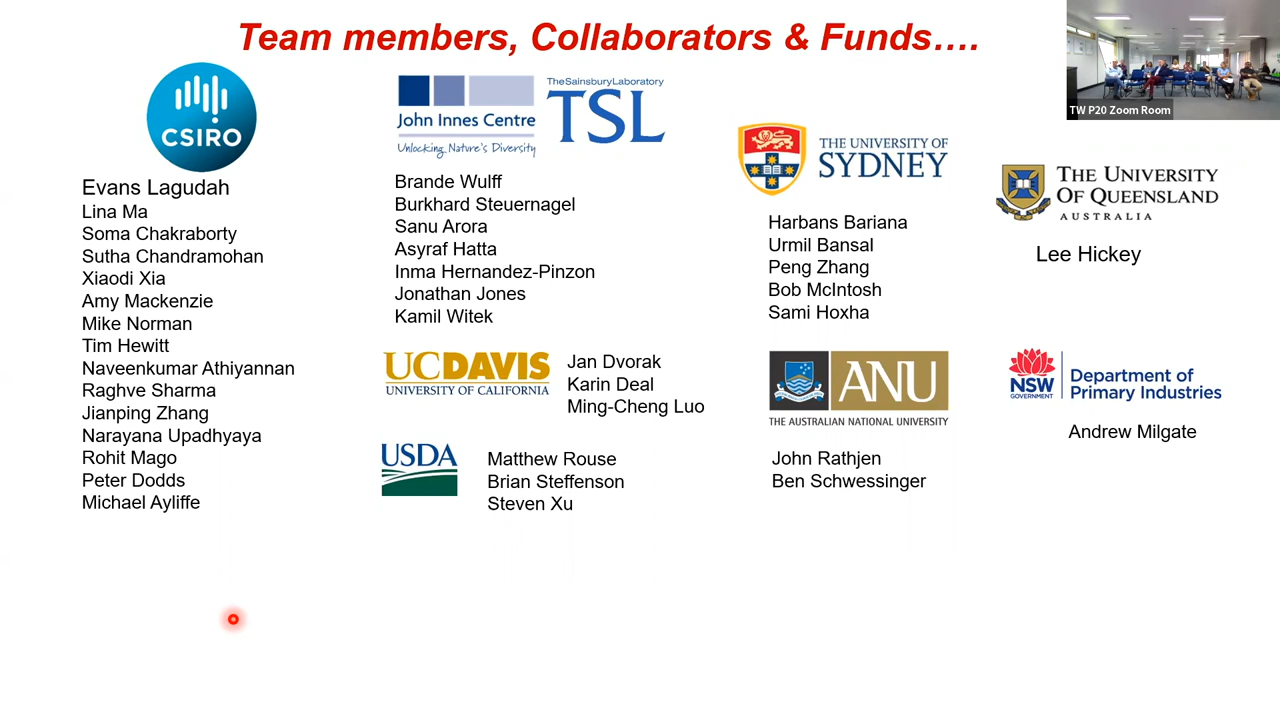 Team members, Collaborators & Funds….
TW P20 Zoom Room
CSIRO
Evans Lagudah
Lina Ma
Soma Chakraborty
Sutha Chandramohan
Xiaodi Xia
Amy Mackenzie
Mike Norman
Tim Hewitt
Naveenkumar Athiyannan
Raghve Sharma
Jianping Zhang
Narayana Upadhyaya
Rohit Mago
Peter Dodds
Michael Ayliffe
John Innes Centre
Unlocking Nature's Diversity
TheSainsburyLaboratory
TSL
Brande Wulff
Burkhard Steuernagel
Sanu Arora
Asyraf Hatta
Inma Hernandez-Pinzon
Jonathan Jones
Kamil Witek
UCDAVIS
UNIVERSITY OF CALIFORNIA
Jan Dvorak
Karin Deal
Ming-Cheng Luo
USDA
Matthew Rouse
Brian Steffenson
Steven Xu
THE UNIVERSITY OF
SYDNEY
Harbans Bariana
Urmil Bansal
Peng Zhang
Bob McIntosh
Sami Hoxha
ANU
THE AUSTRALIAN NATIONAL UNIVERSITY
John Rathjen
Ben Schwessinger
THE UNIVERSITY
OF QUEENSLAND
AUSTRALIA
Lee Hickey
NSW
GOVERNMENT
Department of
Primary Industries
Andrew Milgate